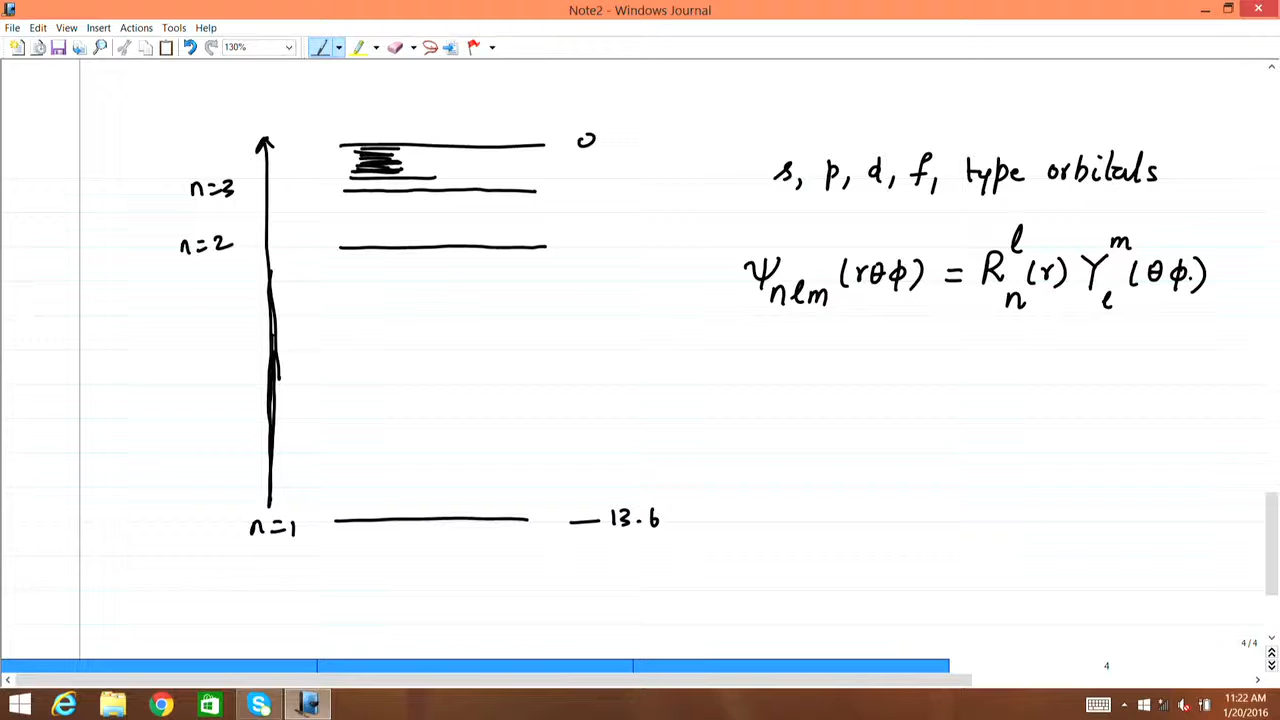 Note2 - Windows Journal
File Edit View Insert Actions Tools Help
130%
0
n=3
s, p, d, f, type orbitals
n=2
ψnlm (rθφ) = Rnl(r) Ylm (θφ.)
n=1
— 13.6
4/4
4
11:22 AM
1/20/2016